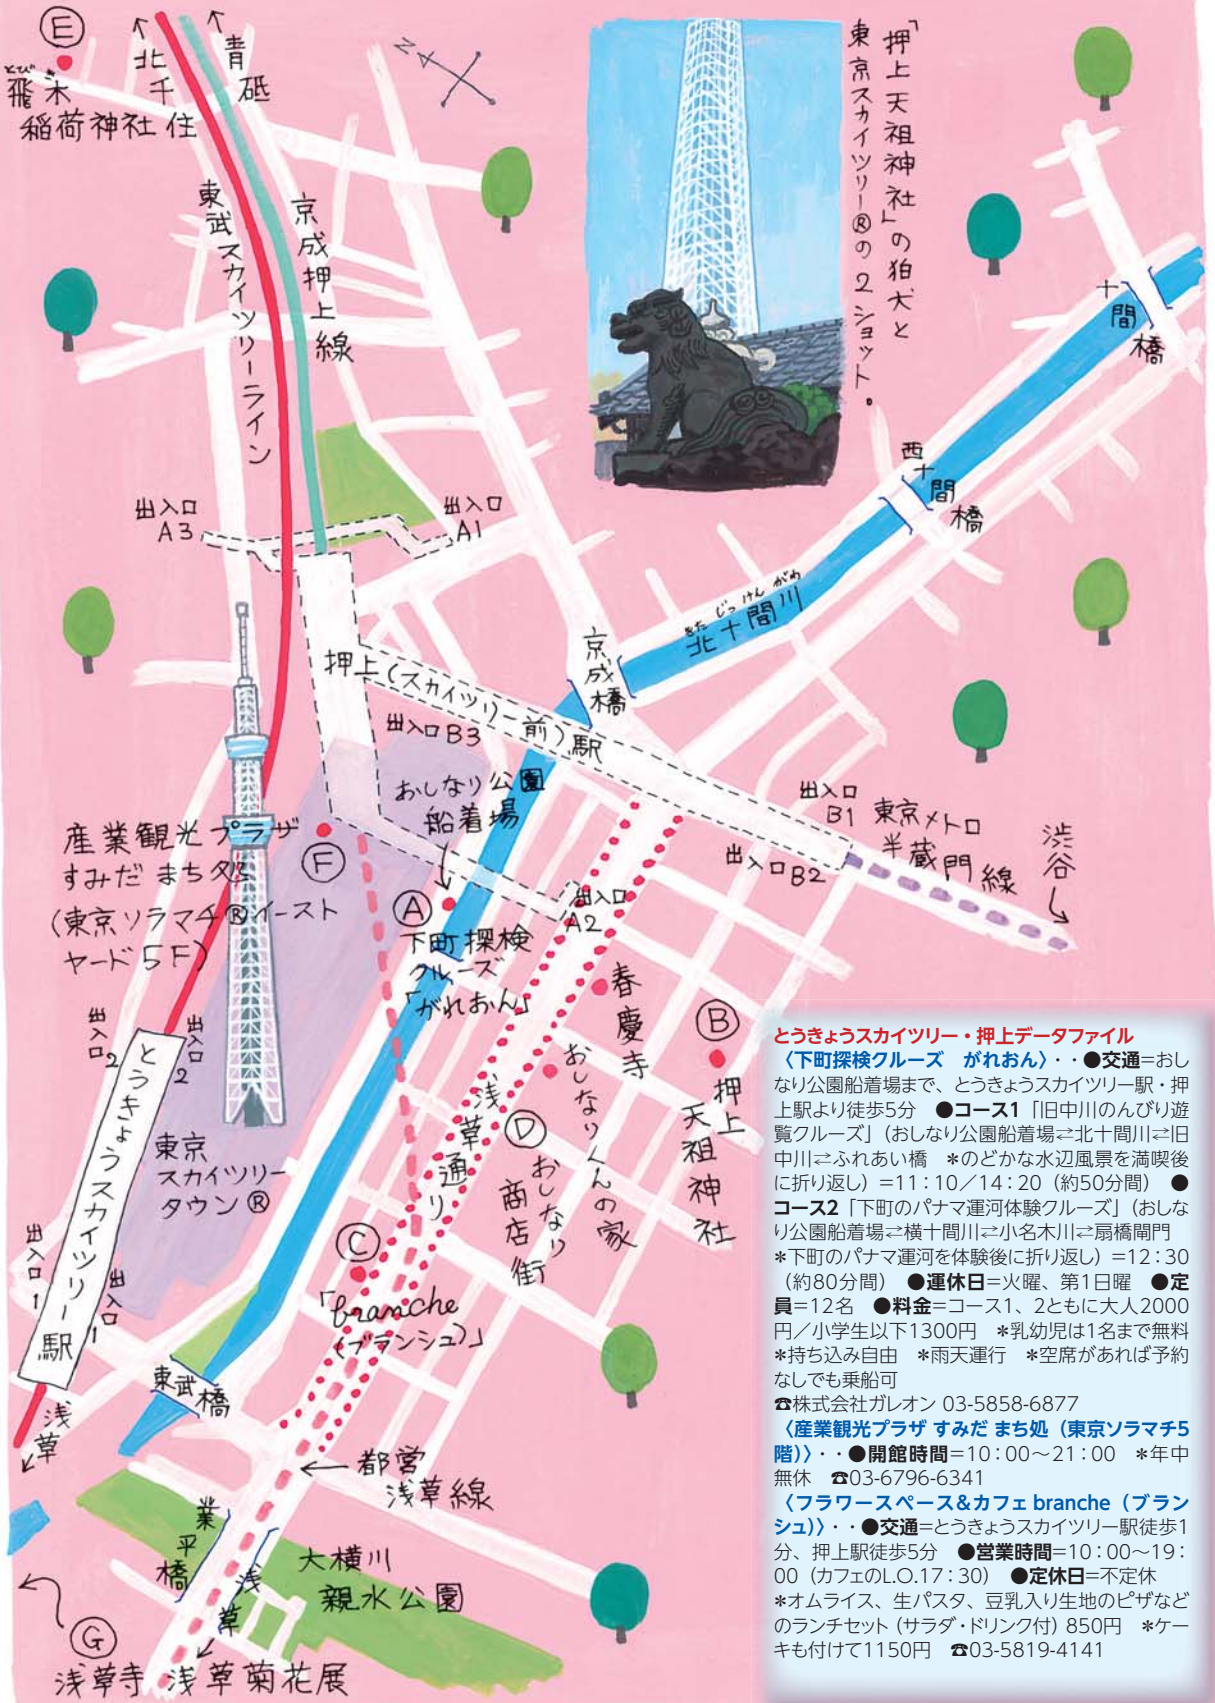 E
飛木
とび き
稲荷神社
北千住
青砥
N
東武スカイツリーライン
京成押上線
「押上天祖神社」の狛犬と
東京スカイツリー®の2ショット。
十間橋
西十間橋
出入口
A3
出入口
A1
きた じっけん がわ
北十間川
京成橋
押上(スカイツリー前)駅
出入口B3
おしなり公園
船着場
出入口
B1
東京メトロ
半蔵門線
渋谷
出入口B2
産業観光プラザ
すみだ まち処
(東京ソラマチ®イースト
ヤード5F)
F
A
下町探検
クルーズ
「がれおん」
出入口
A2
春慶寺
B
押上
天祖神社
おしなりくんの家
D
おしなり
商店街
浅草通り
出入口2
出入口2
とうきょうスカイツリー駅
東京
スカイツリー
タウン®
出入口1
出入口1
C
「branche
(ブランシュ)」
東武橋
浅草
都営
浅草線
業平橋
浅草
大横川
親水公園
G
浅草寺 浅草菊花展
とうきょうスカイツリー・押上データファイル
〈下町探検クルーズ がれおん〉・・●交通=おし
なり公園船着場まで、とうきょうスカイツリー駅・押
上駅より徒歩5分 ●コース1「旧中川のんびり遊
覧クルーズ」(おしなり公園船着場⇄北十間川⇄旧
中川⇄ふれあい橋 *のどかな水辺風景を満喫後
に折り返し)=11:10/14:20(約50分間) ●
コース2「下町のパナマ運河体験クルーズ」(おしな
り公園船着場⇄横十間川⇄小名木川⇄扇橋閘門
*下町のパナマ運河を体験後に折り返し)=12:30
(約80分間) ●運休日=火曜、第1日曜 ●定
員=12名 ●料金=コース1、2ともに大人2000
円/小学生以下1300円 *乳幼児は1名まで無料
*持ち込み自由 *雨天運行 *空席があれば予約
なしでも乗船可
☎株式会社ガレオン 03-5858-6877
〈産業観光プラザ すみだ まち処(東京ソラマチ5
階)〉・・●開館時間=10:00〜21:00 *年中
無休 ☎03-6796-6341
〈フラワースペース&カフェ branche(ブラン
シュ)〉・・●交通=とうきょうスカイツリー駅徒歩1
分、押上駅徒歩5分 ●営業時間=10:00〜19:
00(カフェのL.O.17:30) ●定休日=不定休
*オムライス、生パスタ、豆乳入り生地のピザなど
のランチセット(サラダ・ドリンク付)850円 *ケー
キも付けて1150円 ☎03-5819-4141